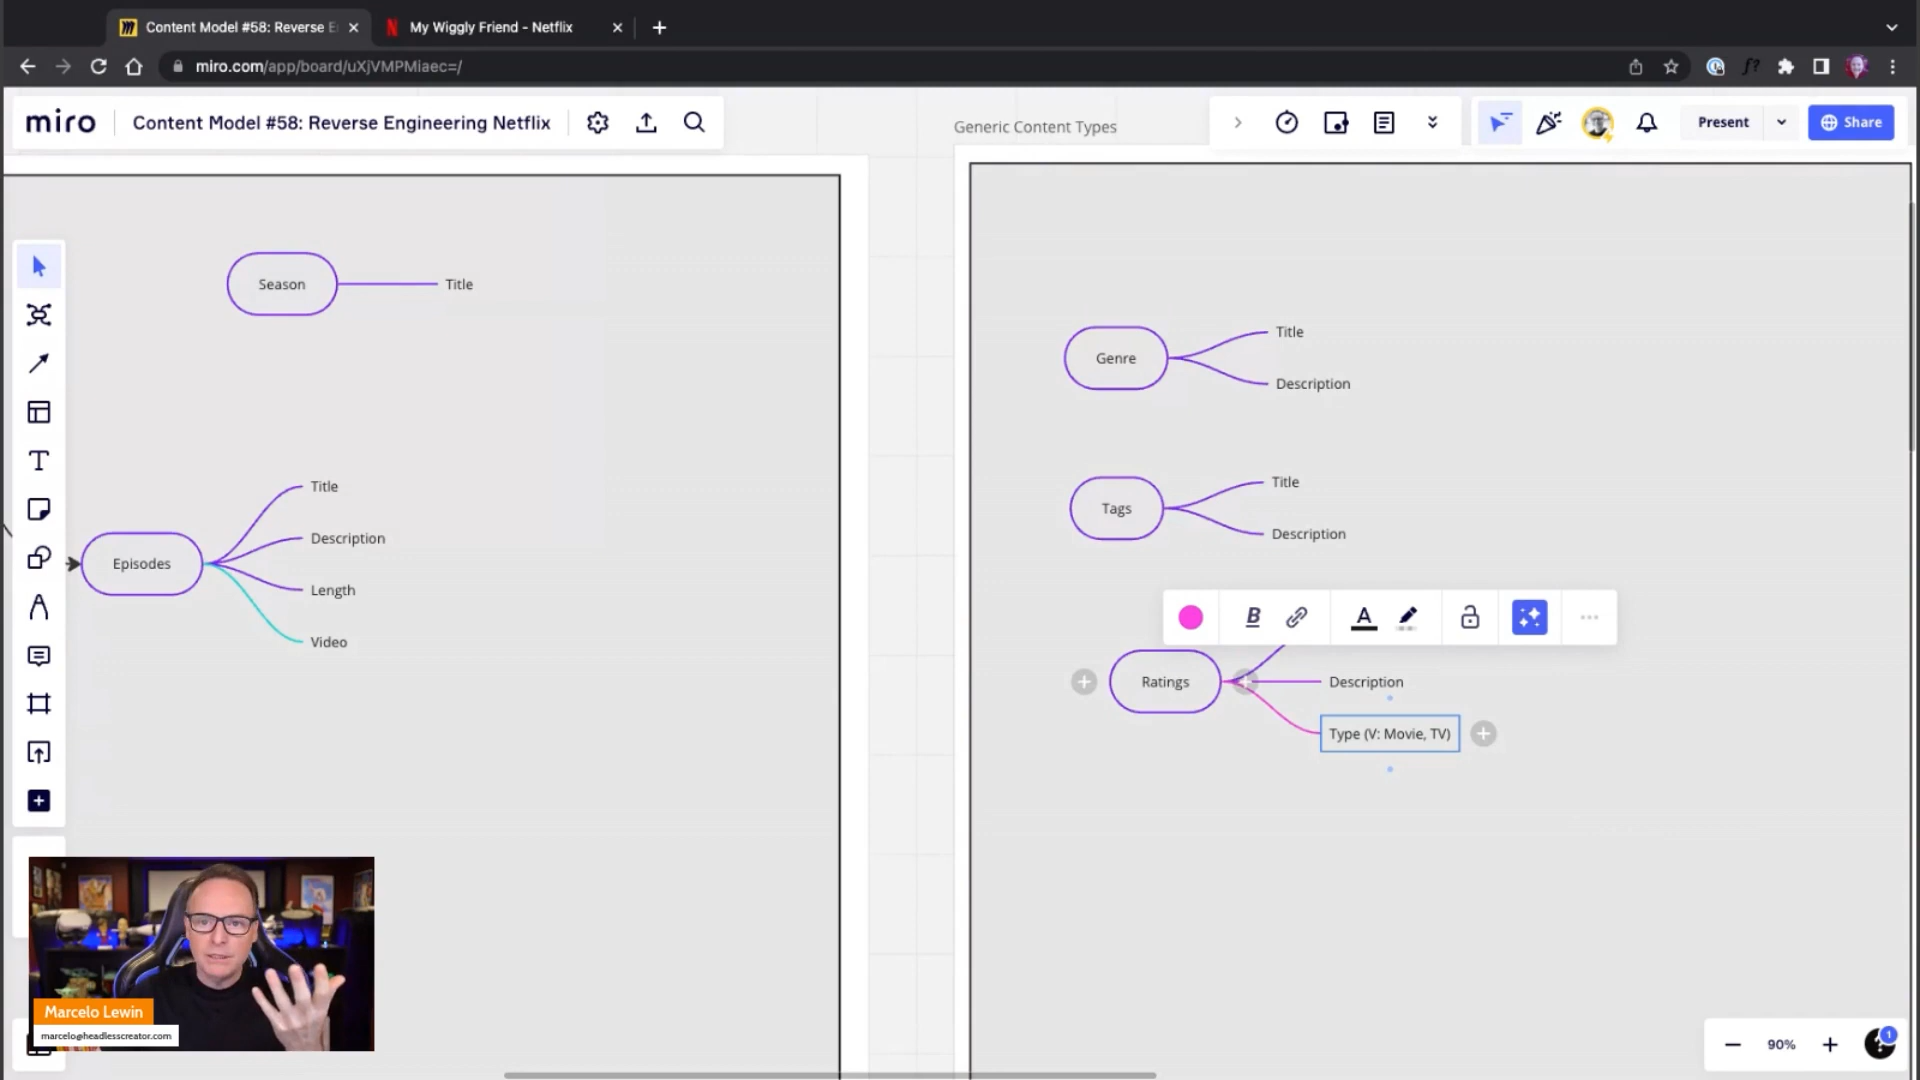 Content Model #58: Reverse E
My Wiggly Friend - Netflix
miro.com/app/board/uXjVMPMiaec=/
miro
Content Model #58: Reverse Engineering Netflix
Generic Content Types
Present
Share
Season
Title
Genre
Title
Description
Tags
Title
Description
Episodes
Title
Description
Length
Video
B
A
Ratings
Description
Type (V: Movie, TV)
Marcelo Lewin
marcelo@headlesscreator.com
90%
1